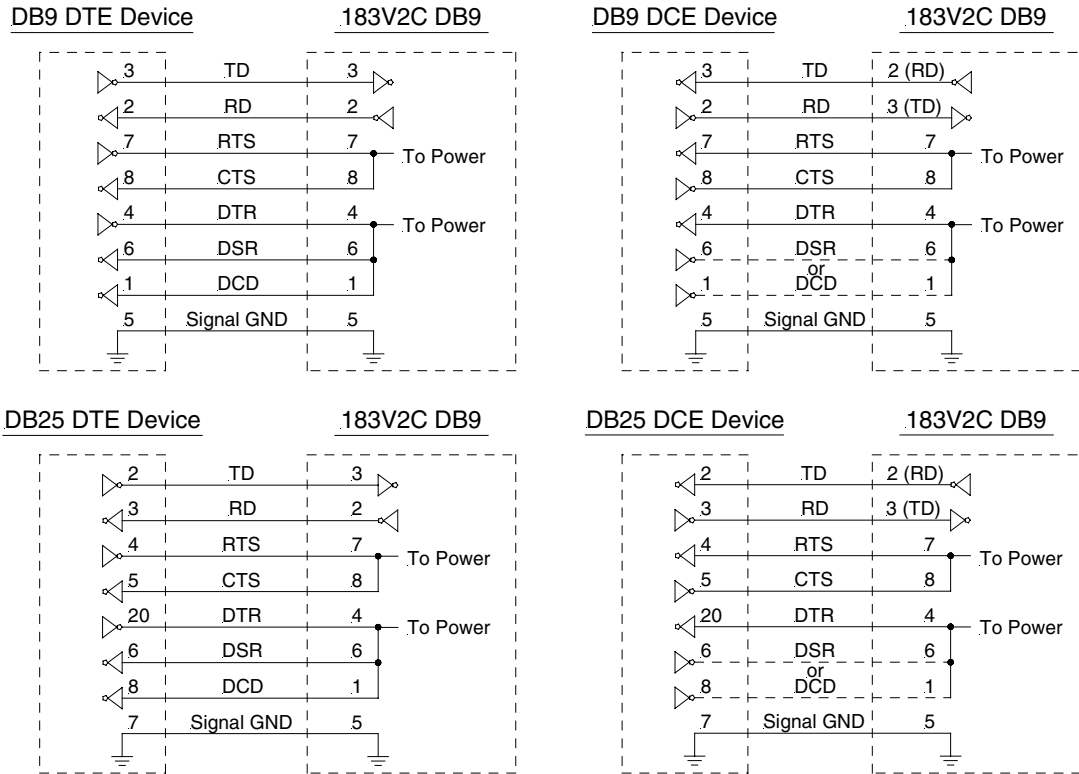 DB9 DTE Device 183V2C DB9
3 TD 3
2 RD 2
7 RTS 7
To Power
8 CTS 8
4 DTR 4
To Power
6 DSR 6
1 DCD 1
5 Signal GND 5
DB9 DCE Device 183V2C DB9
3 TD 2 (RD)
2 RD 3 (TD)
7 RTS 7
To Power
8 CTS 8
4 DTR 4
To Power
6 DSR 6
or
1 DCD 1
5 Signal GND 5
DB25 DTE Device 183V2C DB9
2 TD 3
3 RD 2
4 RTS 7
To Power
5 CTS 8
20 DTR 4
To Power
6 DSR 6
8 DCD 1
7 Signal GND 5
DB25 DCE Device 183V2C DB9
2 TD 2 (RD)
3 RD 3 (TD)
4 RTS 7
To Power
5 CTS 8
20 DTR 4
To Power
6 DSR 6
or
8 DCD 1
7 Signal GND 5